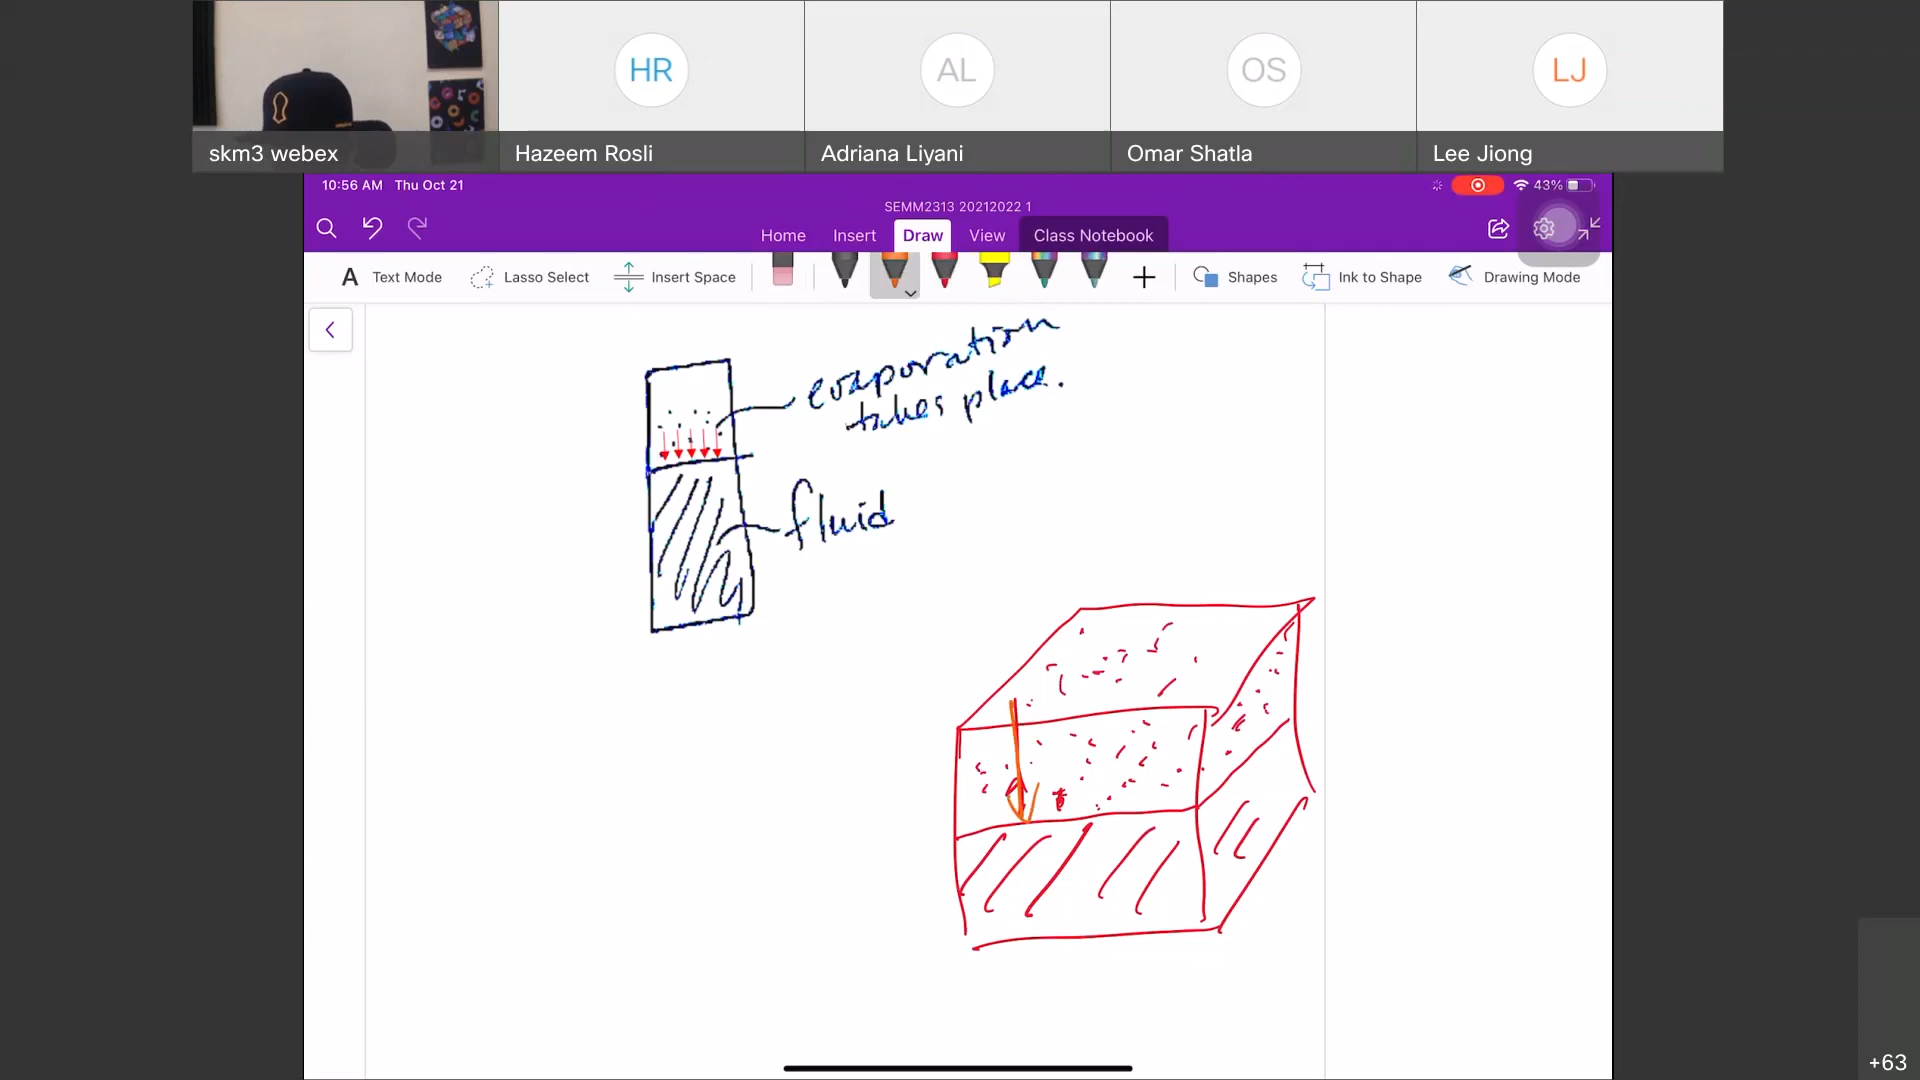 HR
AL
OS
LJ
skm3 webex
Hazeem Rosli
Adriana Liyani
Omar Shatla
Lee Jiong
10:56 AM Thu Oct 21
43%
SEMM2313 20212022 1
Home
Insert
Draw
View
Class Notebook
A Text Mode
Lasso Select
Insert Space
Shapes
Ink to Shape
Drawing Mode
evaporation
takes place.
fluid
+63